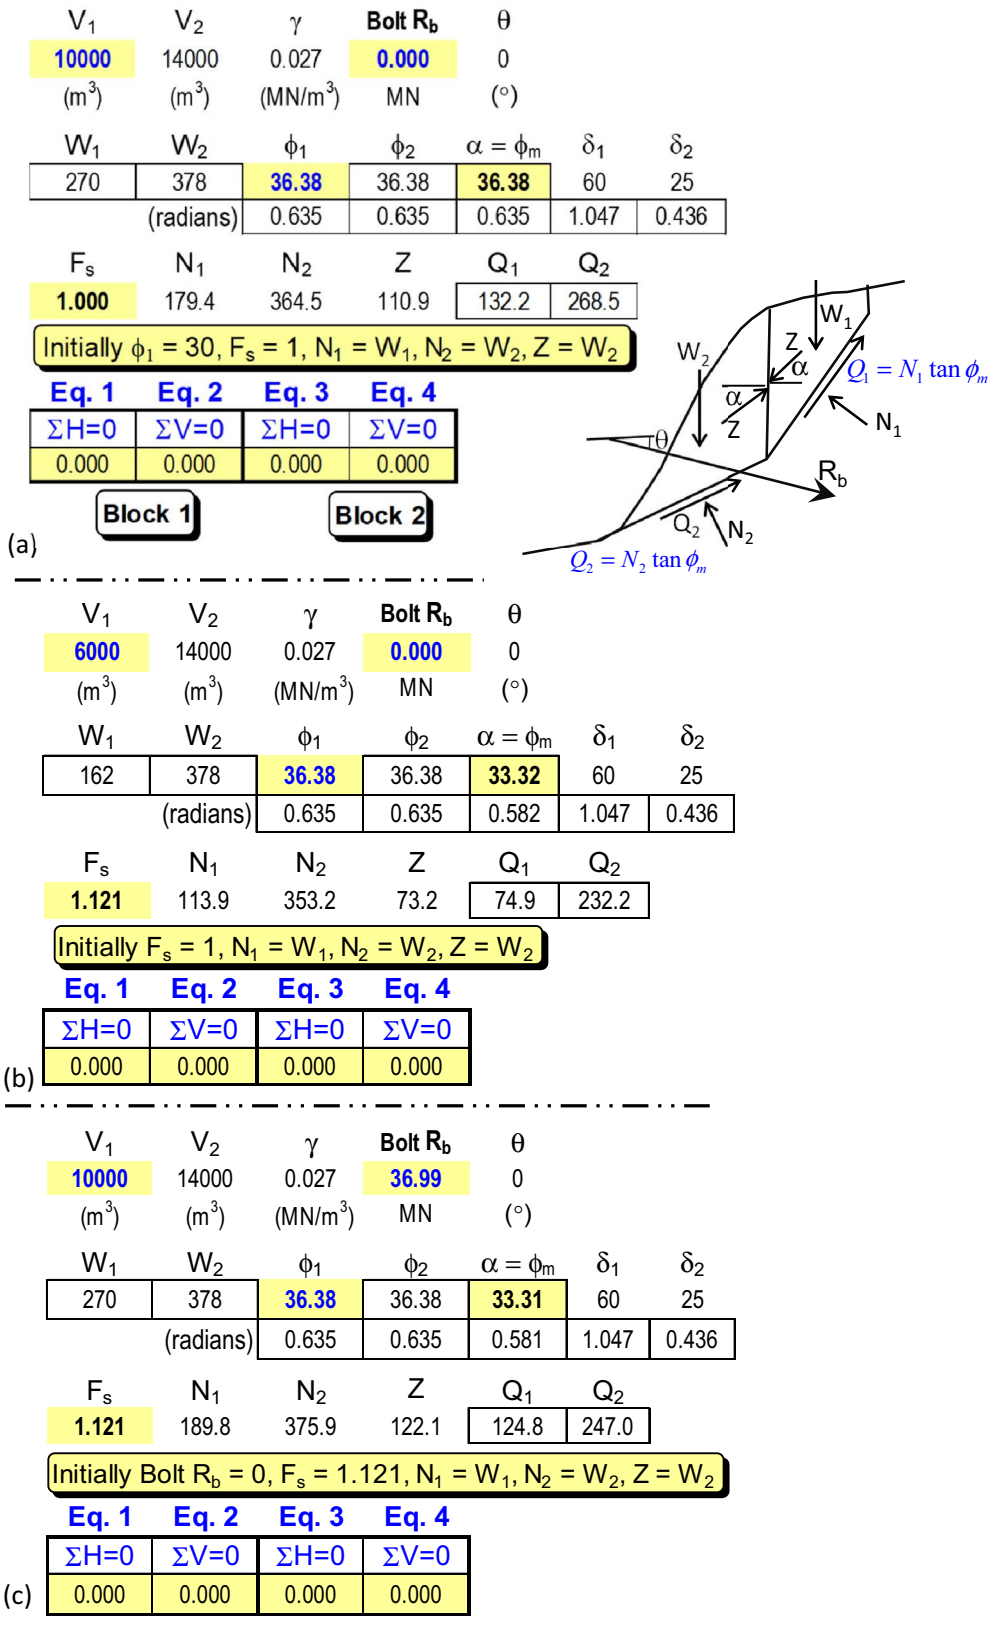 V₁ V₂ γ Bolt R_b θ
10000 14000 0.027 0.000 0
(m³) (m³) (MN/m³) MN (°)
W₁ W₂ ϕ₁ ϕ₂ α = ϕₘ δ₁ δ₂
270 378 36.38 36.38 36.38 60 25
(radians) 0.635 0.635 0.635 1.047 0.436
Fₛ N₁ N₂ Z Q₁ Q₂
1.000 179.4 364.5 110.9 132.2 268.5
Initially ϕ₁ = 30, Fₛ = 1, N₁ = W₁, N₂ = W₂, Z = W₂
Eq. 1 Eq. 2 Eq. 3 Eq. 4
ΣH=0 ΣV=0 ΣH=0 ΣV=0
0.000 0.000 0.000 0.000
Block 1 Block 2
(a)
W₁
Z
W₂
α
Q₁ = N₁ tan ϕₘ
α
Z
N₁
θ
R_b
Q₂
N₂
Q₂ = N₂ tan ϕₘ
V₁ V₂ γ Bolt R_b θ
6000 14000 0.027 0.000 0
(m³) (m³) (MN/m³) MN (°)
W₁ W₂ ϕ₁ ϕ₂ α = ϕₘ δ₁ δ₂
162 378 36.38 36.38 33.32 60 25
(radians) 0.635 0.635 0.582 1.047 0.436
Fₛ N₁ N₂ Z Q₁ Q₂
1.121 113.9 353.2 73.2 74.9 232.2
Initially Fₛ = 1, N₁ = W₁, N₂ = W₂, Z = W₂
Eq. 1 Eq. 2 Eq. 3 Eq. 4
ΣH=0 ΣV=0 ΣH=0 ΣV=0
0.000 0.000 0.000 0.000
(b)
V₁ V₂ γ Bolt R_b θ
10000 14000 0.027 36.99 0
(m³) (m³) (MN/m³) MN (°)
W₁ W₂ ϕ₁ ϕ₂ α = ϕₘ δ₁ δ₂
270 378 36.38 36.38 33.31 60 25
(radians) 0.635 0.635 0.581 1.047 0.436
Fₛ N₁ N₂ Z Q₁ Q₂
1.121 189.8 375.9 122.1 124.8 247.0
Initially Bolt R_b = 0, Fₛ = 1.121, N₁ = W₁, N₂ = W₂, Z = W₂
Eq. 1 Eq. 2 Eq. 3 Eq. 4
ΣH=0 ΣV=0 ΣH=0 ΣV=0
0.000 0.000 0.000 0.000
(c)